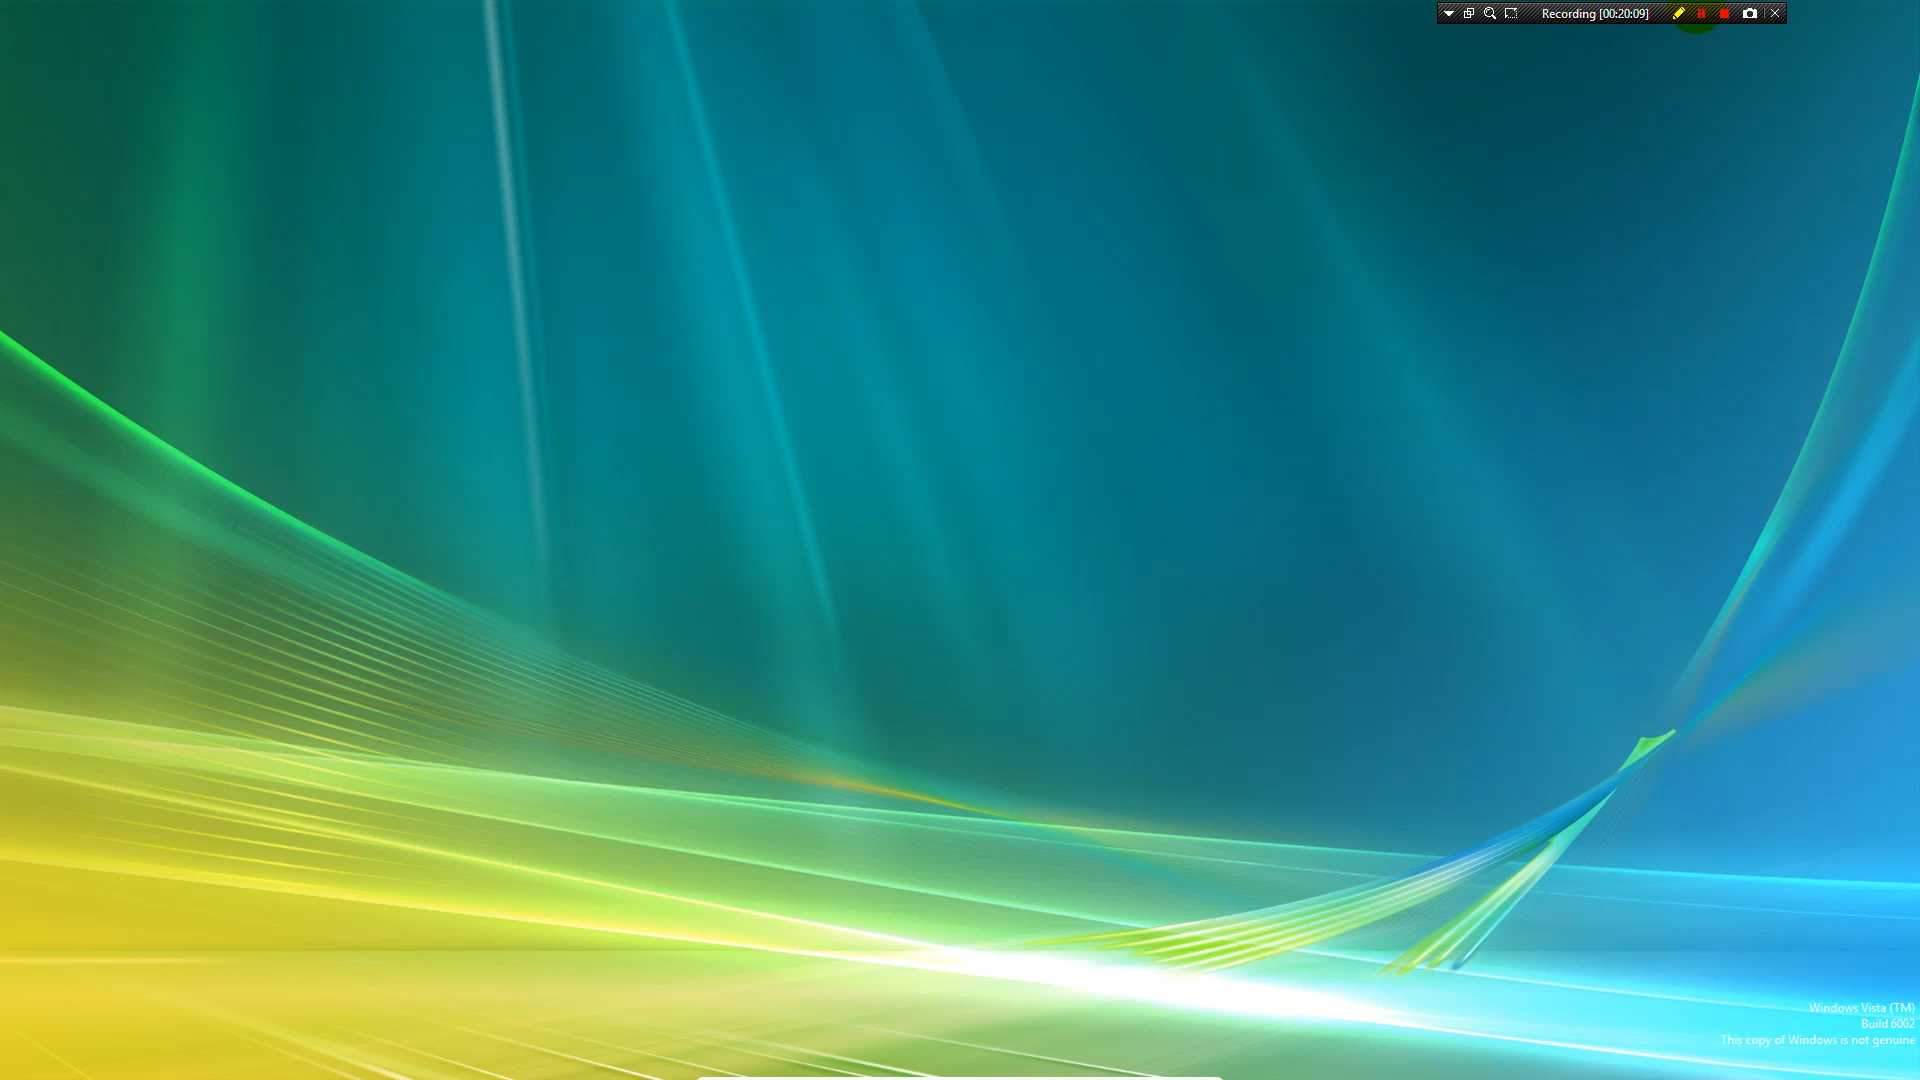 Recording [00:20:09]
Windows Vista (TM)
Build 6002
This copy of Windows is not genuine